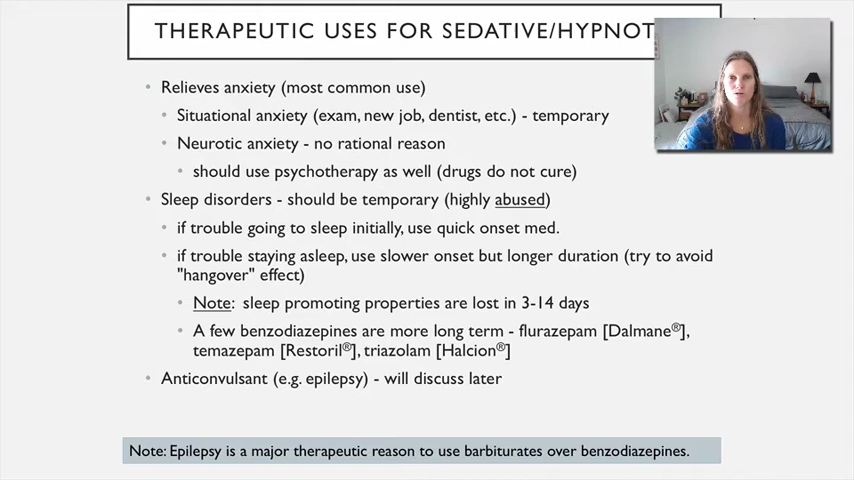 THERAPEUTIC USES FOR SEDATIVE/HYPNOT
• Relieves anxiety (most common use)
• Situational anxiety (exam, new job, dentist, etc.) - temporary
• Neurotic anxiety - no rational reason
• should use psychotherapy as well (drugs do not cure)
• Sleep disorders - should be temporary (highly abused)
• if trouble going to sleep initially, use quick onset med.
• if trouble staying asleep, use slower onset but longer duration (try to avoid
"hangover" effect)
• Note: sleep promoting properties are lost in 3-14 days
• A few benzodiazepines are more long term - flurazepam [Dalmane®],
temazepam [Restoril®], triazolam [Halcion®]
• Anticonvulsant (e.g. epilepsy) - will discuss later
Note: Epilepsy is a major therapeutic reason to use barbiturates over benzodiazepines.